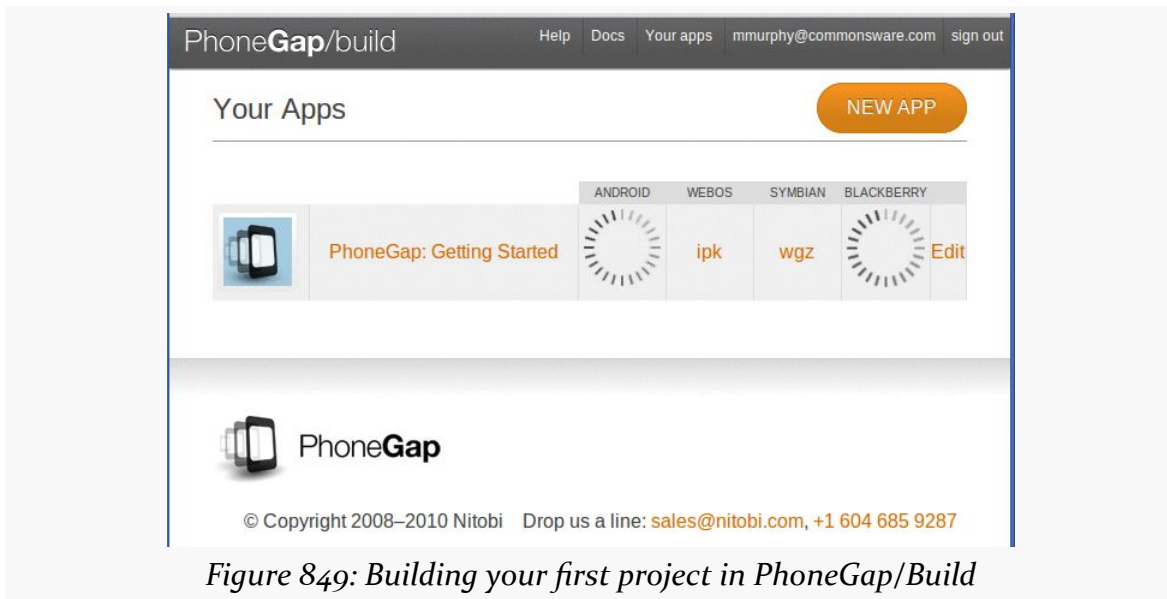 PhoneGap/build
Help Docs Your apps mmurphy@commonsware.com sign out
Your Apps
NEW APP
ANDROID WEBOS SYMBIAN BLACKBERRY
PhoneGap: Getting Started ipk wgz Edit
PhoneGap
© Copyright 2008–2010 Nitobi Drop us a line: sales@nitobi.com, +1 604 685 9287
Figure 849: Building your first project in PhoneGap/Build